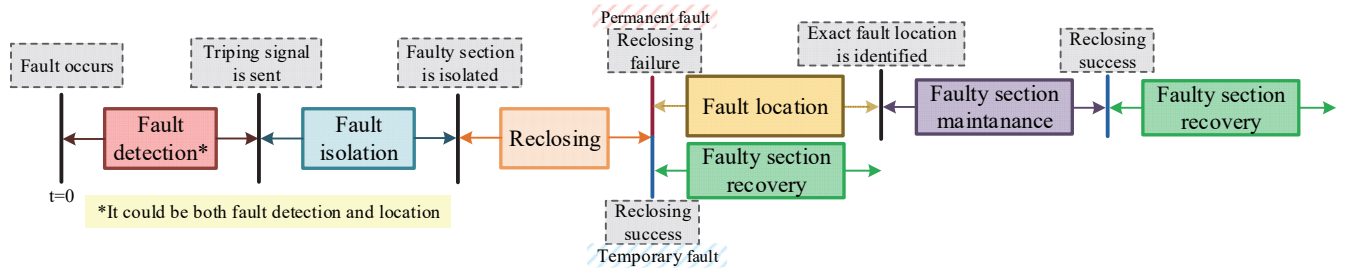 Fault occurs
t=0
Fault
detection*
Triping signal
is sent
Fault
isolation
Faulty section
is isolated
Reclosing
Permanent fault
Reclosing
failure
Reclosing
success
Temporary fault
Fault location
Faulty section
recovery
Exact fault location
is identified
Faulty section
maintanance
Reclosing
success
Faulty section
recovery
*It could be both fault detection and location